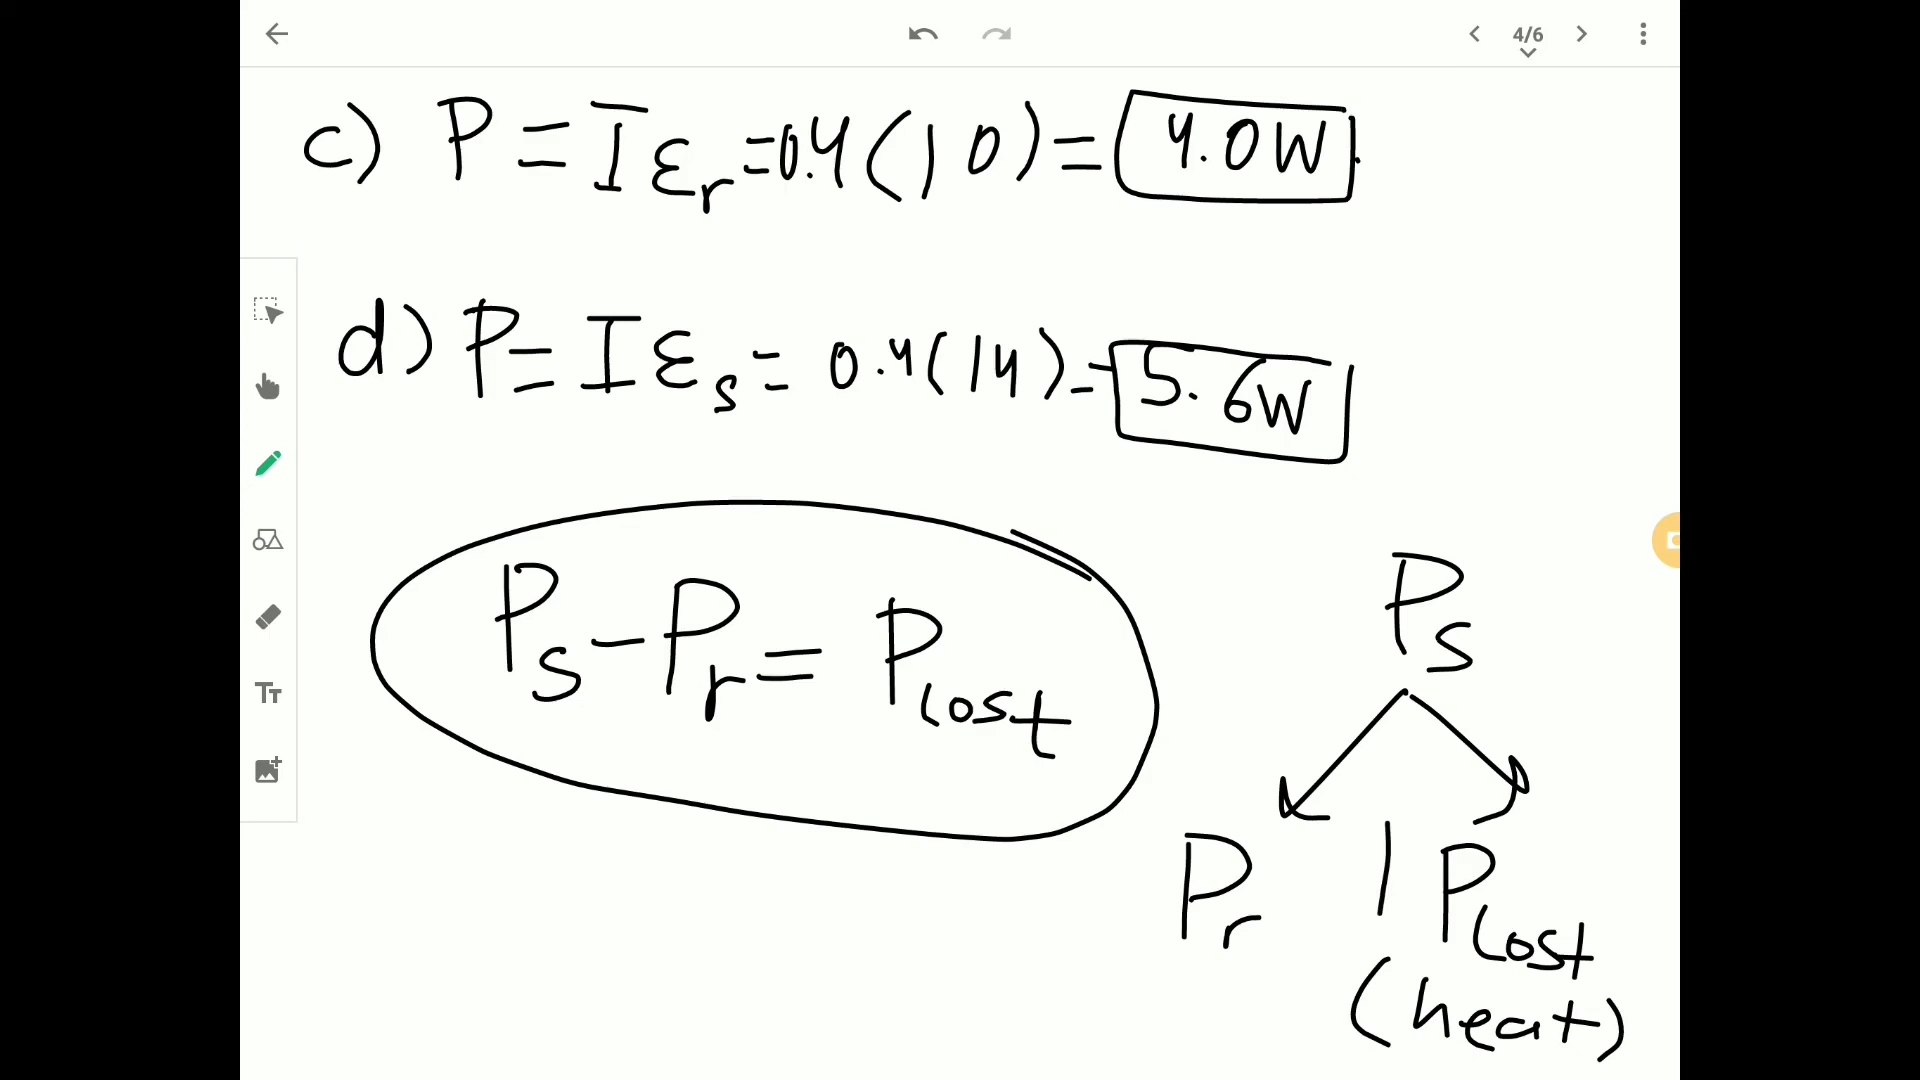 4/6
c) P = Iε_r = 0.4(10) = 4.0W.
d) P = Iε_s = 0.4(14) = 5.6W
P_s - P_r = P_Lost
P_s
P_r | P_Lost
(heat)
Tт